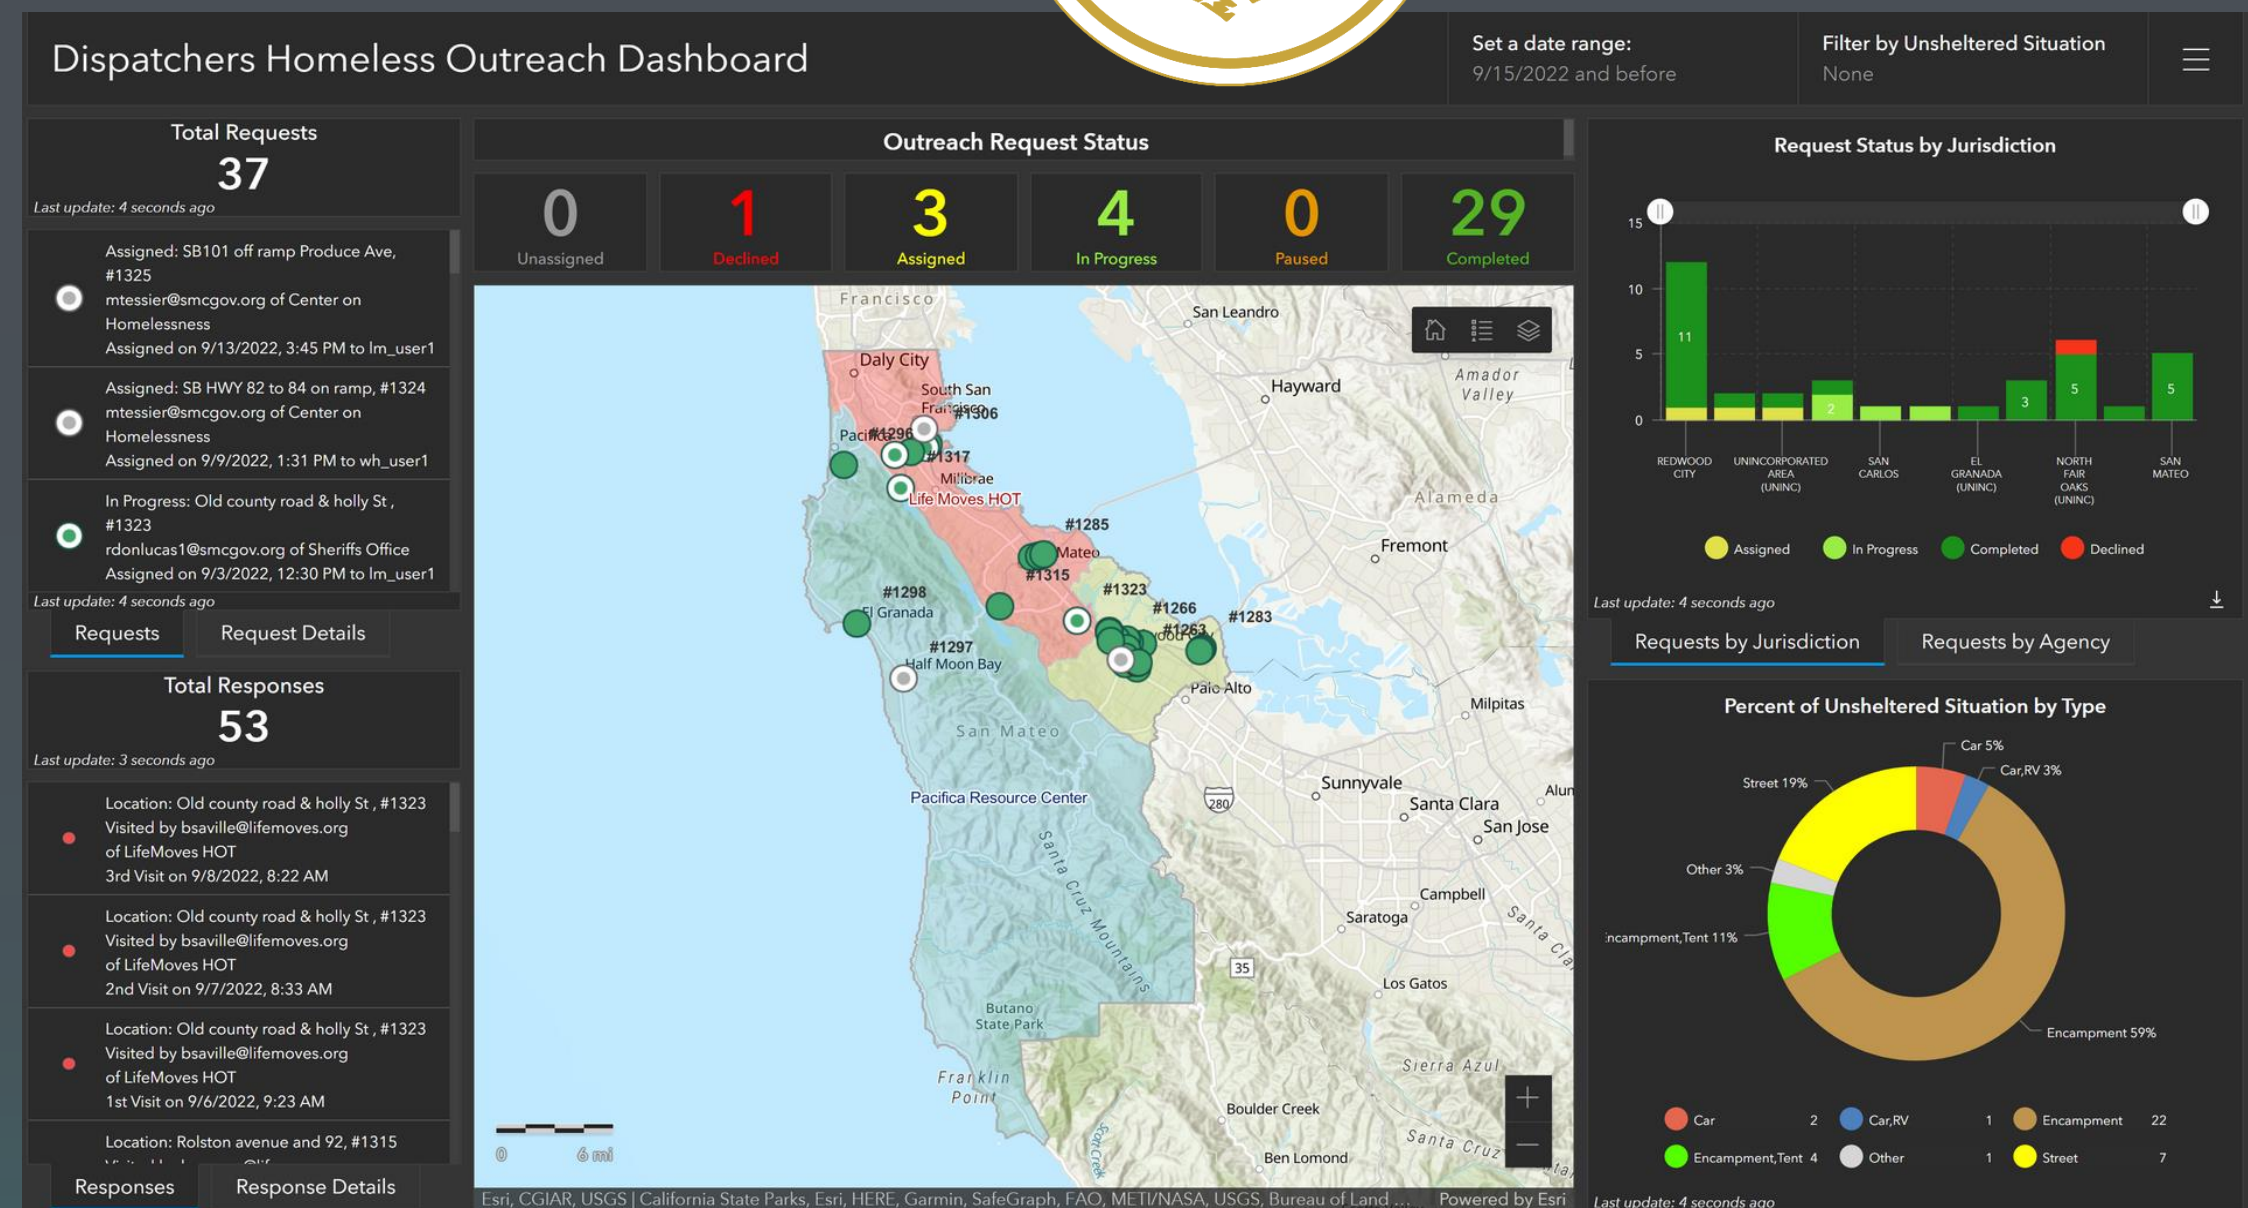 Dispatchers Homeless Outreach Dashboard
Set a date range:
9/15/2022 and before
Filter by Unsheltered Situation
None
Total Requests
37
Last update: 4 seconds ago
Assigned: SB101 off ramp Produce Ave,
#1325
mtessier@smcgov.org of Center on
Homelessness
Assigned on 9/13/2022, 3:45 PM to lm_user1
Assigned: SB HWY 82 to 84 on ramp, #1324
mtessier@smcgov.org of Center on
Homelessness
Assigned on 9/9/2022, 1:31 PM to wh_user1
In Progress: Old county road & holly St ,
#1323
rdonlucas1@smcgov.org of Sheriffs Office
Assigned on 9/3/2022, 12:30 PM to lm_user1
Last update: 4 seconds ago
Requests
Request Details
Total Responses
53
Last update: 3 seconds ago
Location: Old county road & holly St , #1323
Visited by bsaville@lifemoves.org
of LifeMoves HOT
3rd Visit on 9/8/2022, 8:22 AM
Location: Old county road & holly St , #1323
Visited by bsaville@lifemoves.org
of LifeMoves HOT
2nd Visit on 9/7/2022, 8:33 AM
Location: Old county road & holly St , #1323
Visited by bsaville@lifemoves.org
of LifeMoves HOT
1st Visit on 9/6/2022, 9:23 AM
Location: Rolston avenue and 92, #1315
Responses
Response Details
Outreach Request Status
0
Unassigned
1
Declined
3
Assigned
4
In Progress
0
Paused
29
Completed
Francisco
San Leandro
Daly City
Hayward
Amador
Valley
South San
Francisco
#1306
Pacifica
#1296
#1317
Millbrae
Life Moves HOT
Alameda
#1285
Mateo
Fremont
#1315
#1298
El Granada
#1323
#1266
#1283
#1263
#1297
Half Moon Bay
Palo Alto
Milpitas
San Mateo
Sunnyvale
Pacifica Resource Center
280
Santa Clara
San Jose
Santa Cruz Mountains
Campbell
Saratoga
35
Los Gatos
Butano
State Park
Franklin
Point
Sierra Azul
Boulder Creek
Santa Cruz
Scott Creek
Ben Lomond
0 6 mi
Esri, CGIAR, USGS | California State Parks, Esri, HERE, Garmin, SafeGraph, FAO, METI/NASA, USGS, Bureau of Land ...
Powered by Esri
Request Status by Jurisdiction
15
10
5
0
11
2
3
5
5
REDWOOD
CITY
UNINCORPORATED
AREA
(UNINC)
SAN
CARLOS
EL
GRANADA
(UNINC)
NORTH
FAIR
OAKS
(UNINC)
SAN
MATEO
Assigned
In Progress
Completed
Declined
Last update: 4 seconds ago
Requests by Jurisdiction
Requests by Agency
Percent of Unsheltered Situation by Type
Car 5%
Car,RV 3%
Street 19%
Other 3%
ncampment,Tent 11%
Encampment 59%
Car 2
Car,RV 1
Encampment 22
Encampment,Tent 4
Other 1
Street 7
Last update: 4 seconds ago